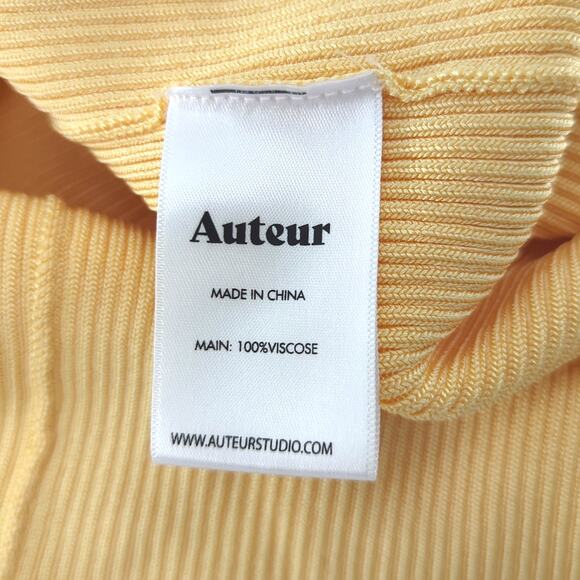 Auteur
MADE IN CHINA
MAIN: 100%VISCOSE
WWW.AUTEURSTUDIO.COM